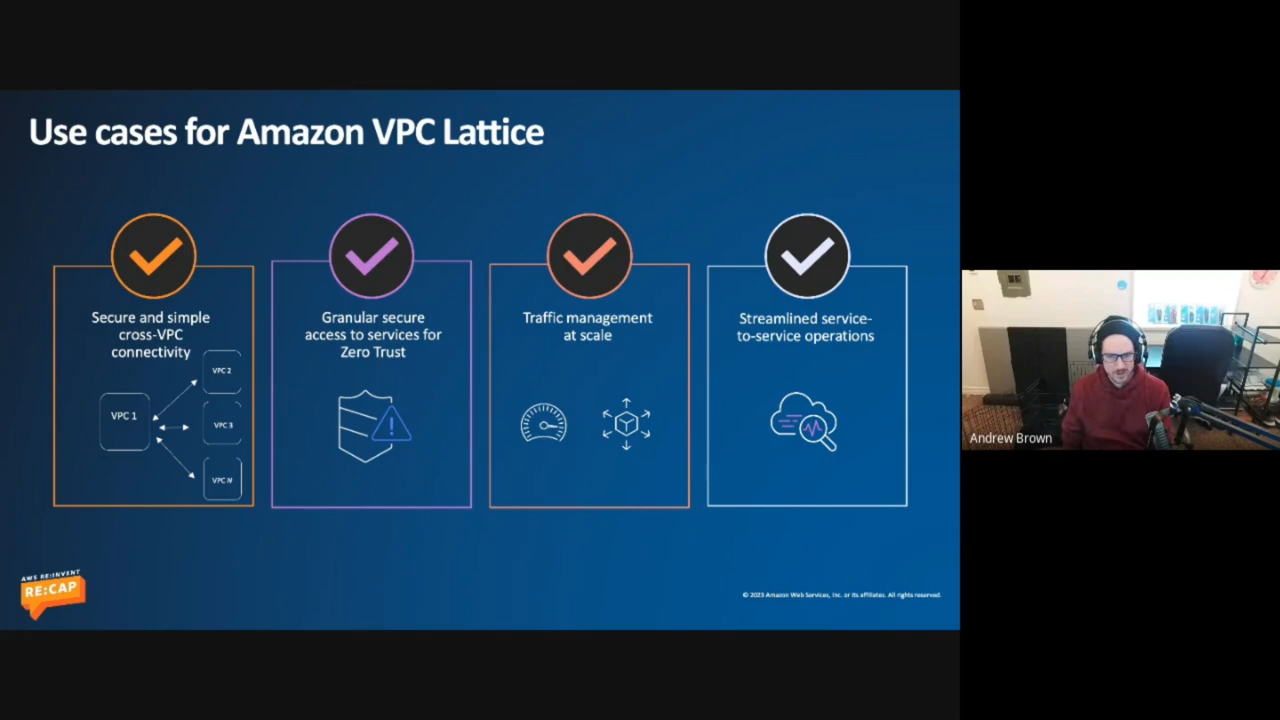 Use cases for Amazon VPC Lattice
Secure and simple
cross-VPC
connectivity
VPC 1
VPC 2
VPC 3
VPC N
Granular secure
access to services for
Zero Trust
Traffic management
at scale
Streamlined service-
to-service operations
AWS RE:INVENT
RE:CAP
© 2023 Amazon Web Services, Inc. or its affiliates. All rights reserved.
Andrew Brown